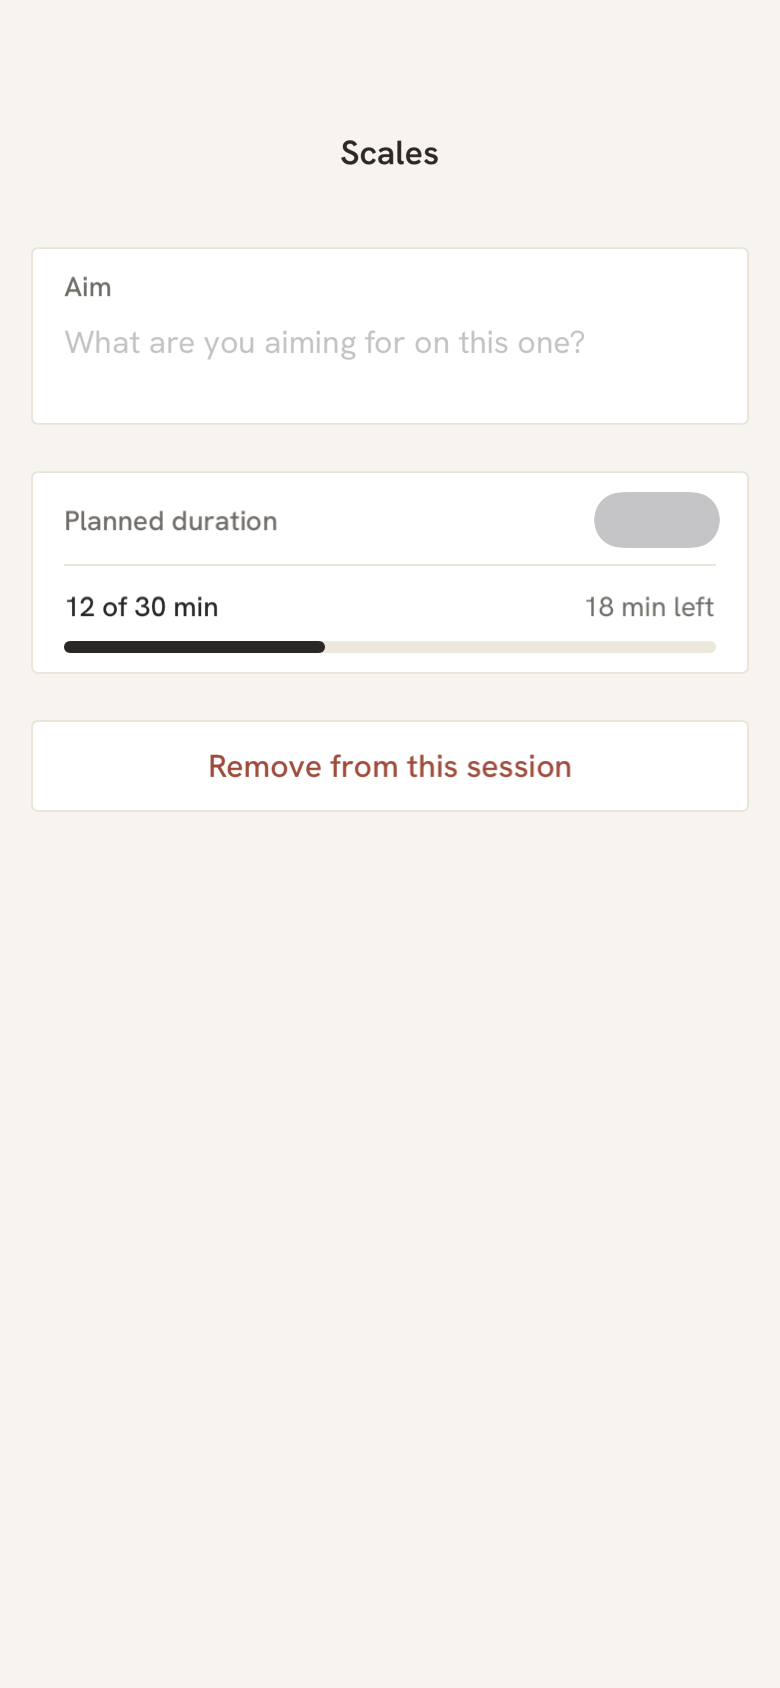 Scales
Aim
What are you aiming for on this one?
Planned duration
12 of 30 min
18 min left
Remove from this session